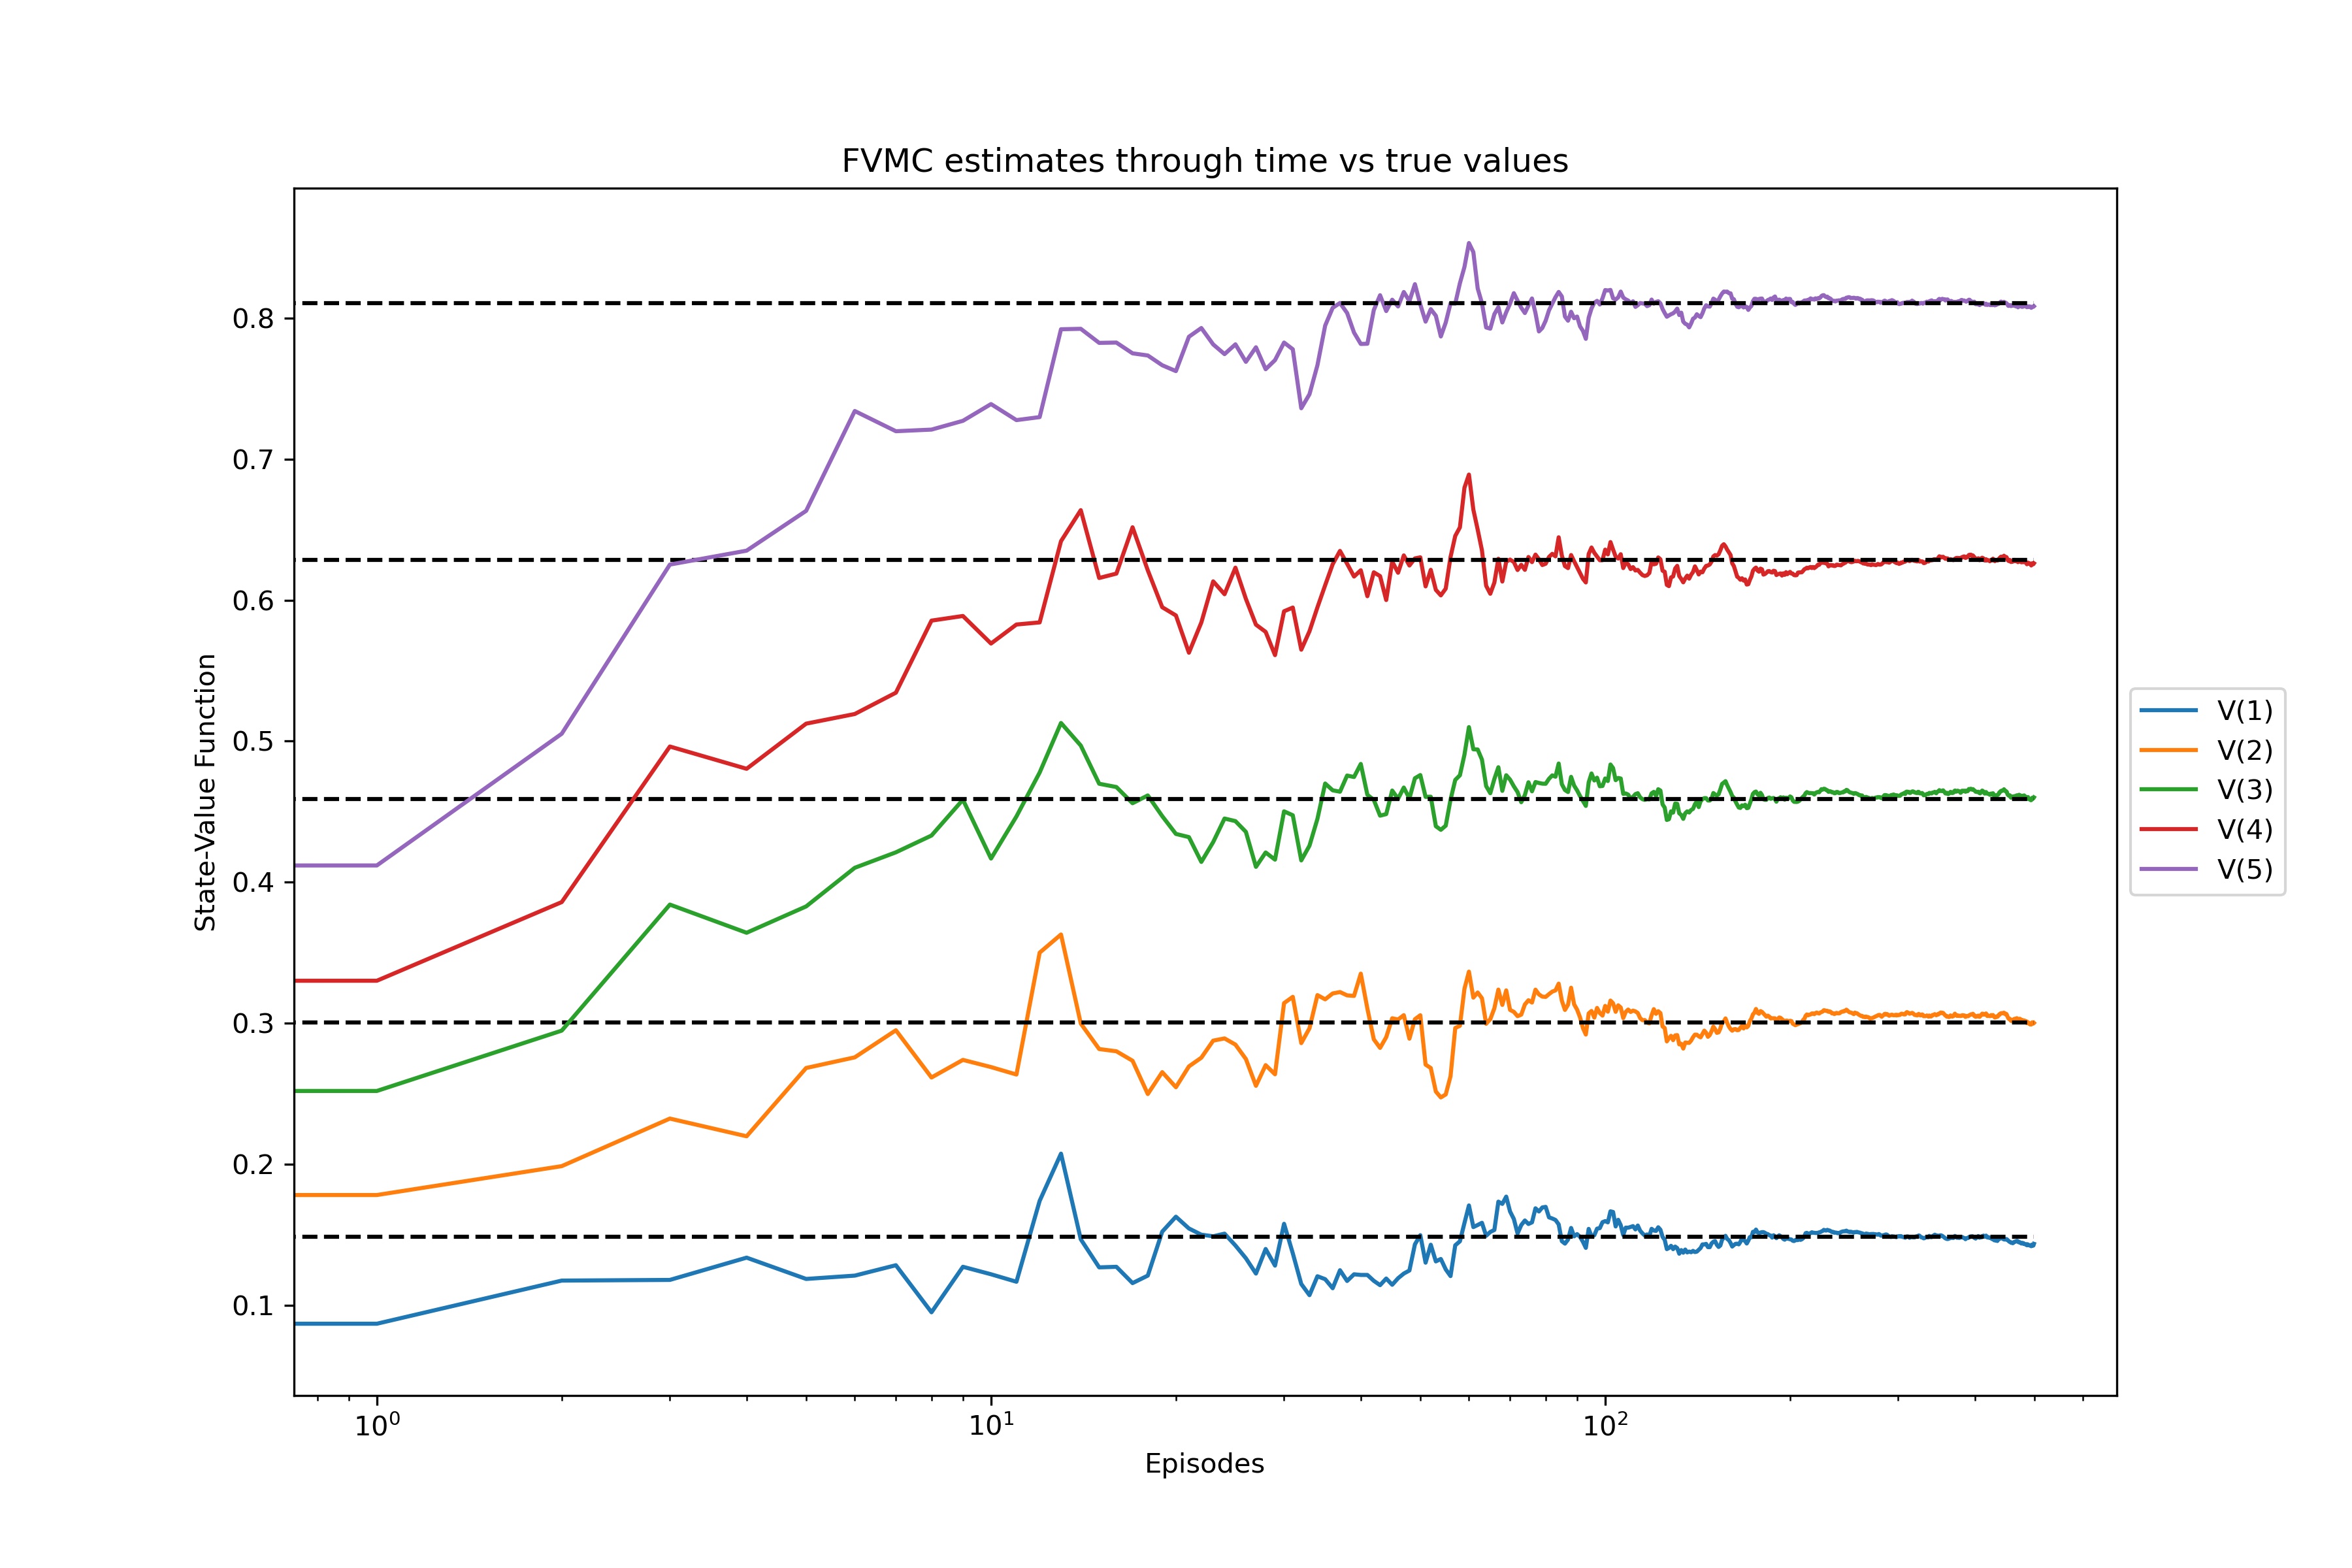 FVMC estimates through time vs true values
State-Value Function
0.8
0.7
0.6
0.5
0.4
0.3
0.2
0.1
10⁰ 10¹ 10²
Episodes
V(1)
V(2)
V(3)
V(4)
V(5)